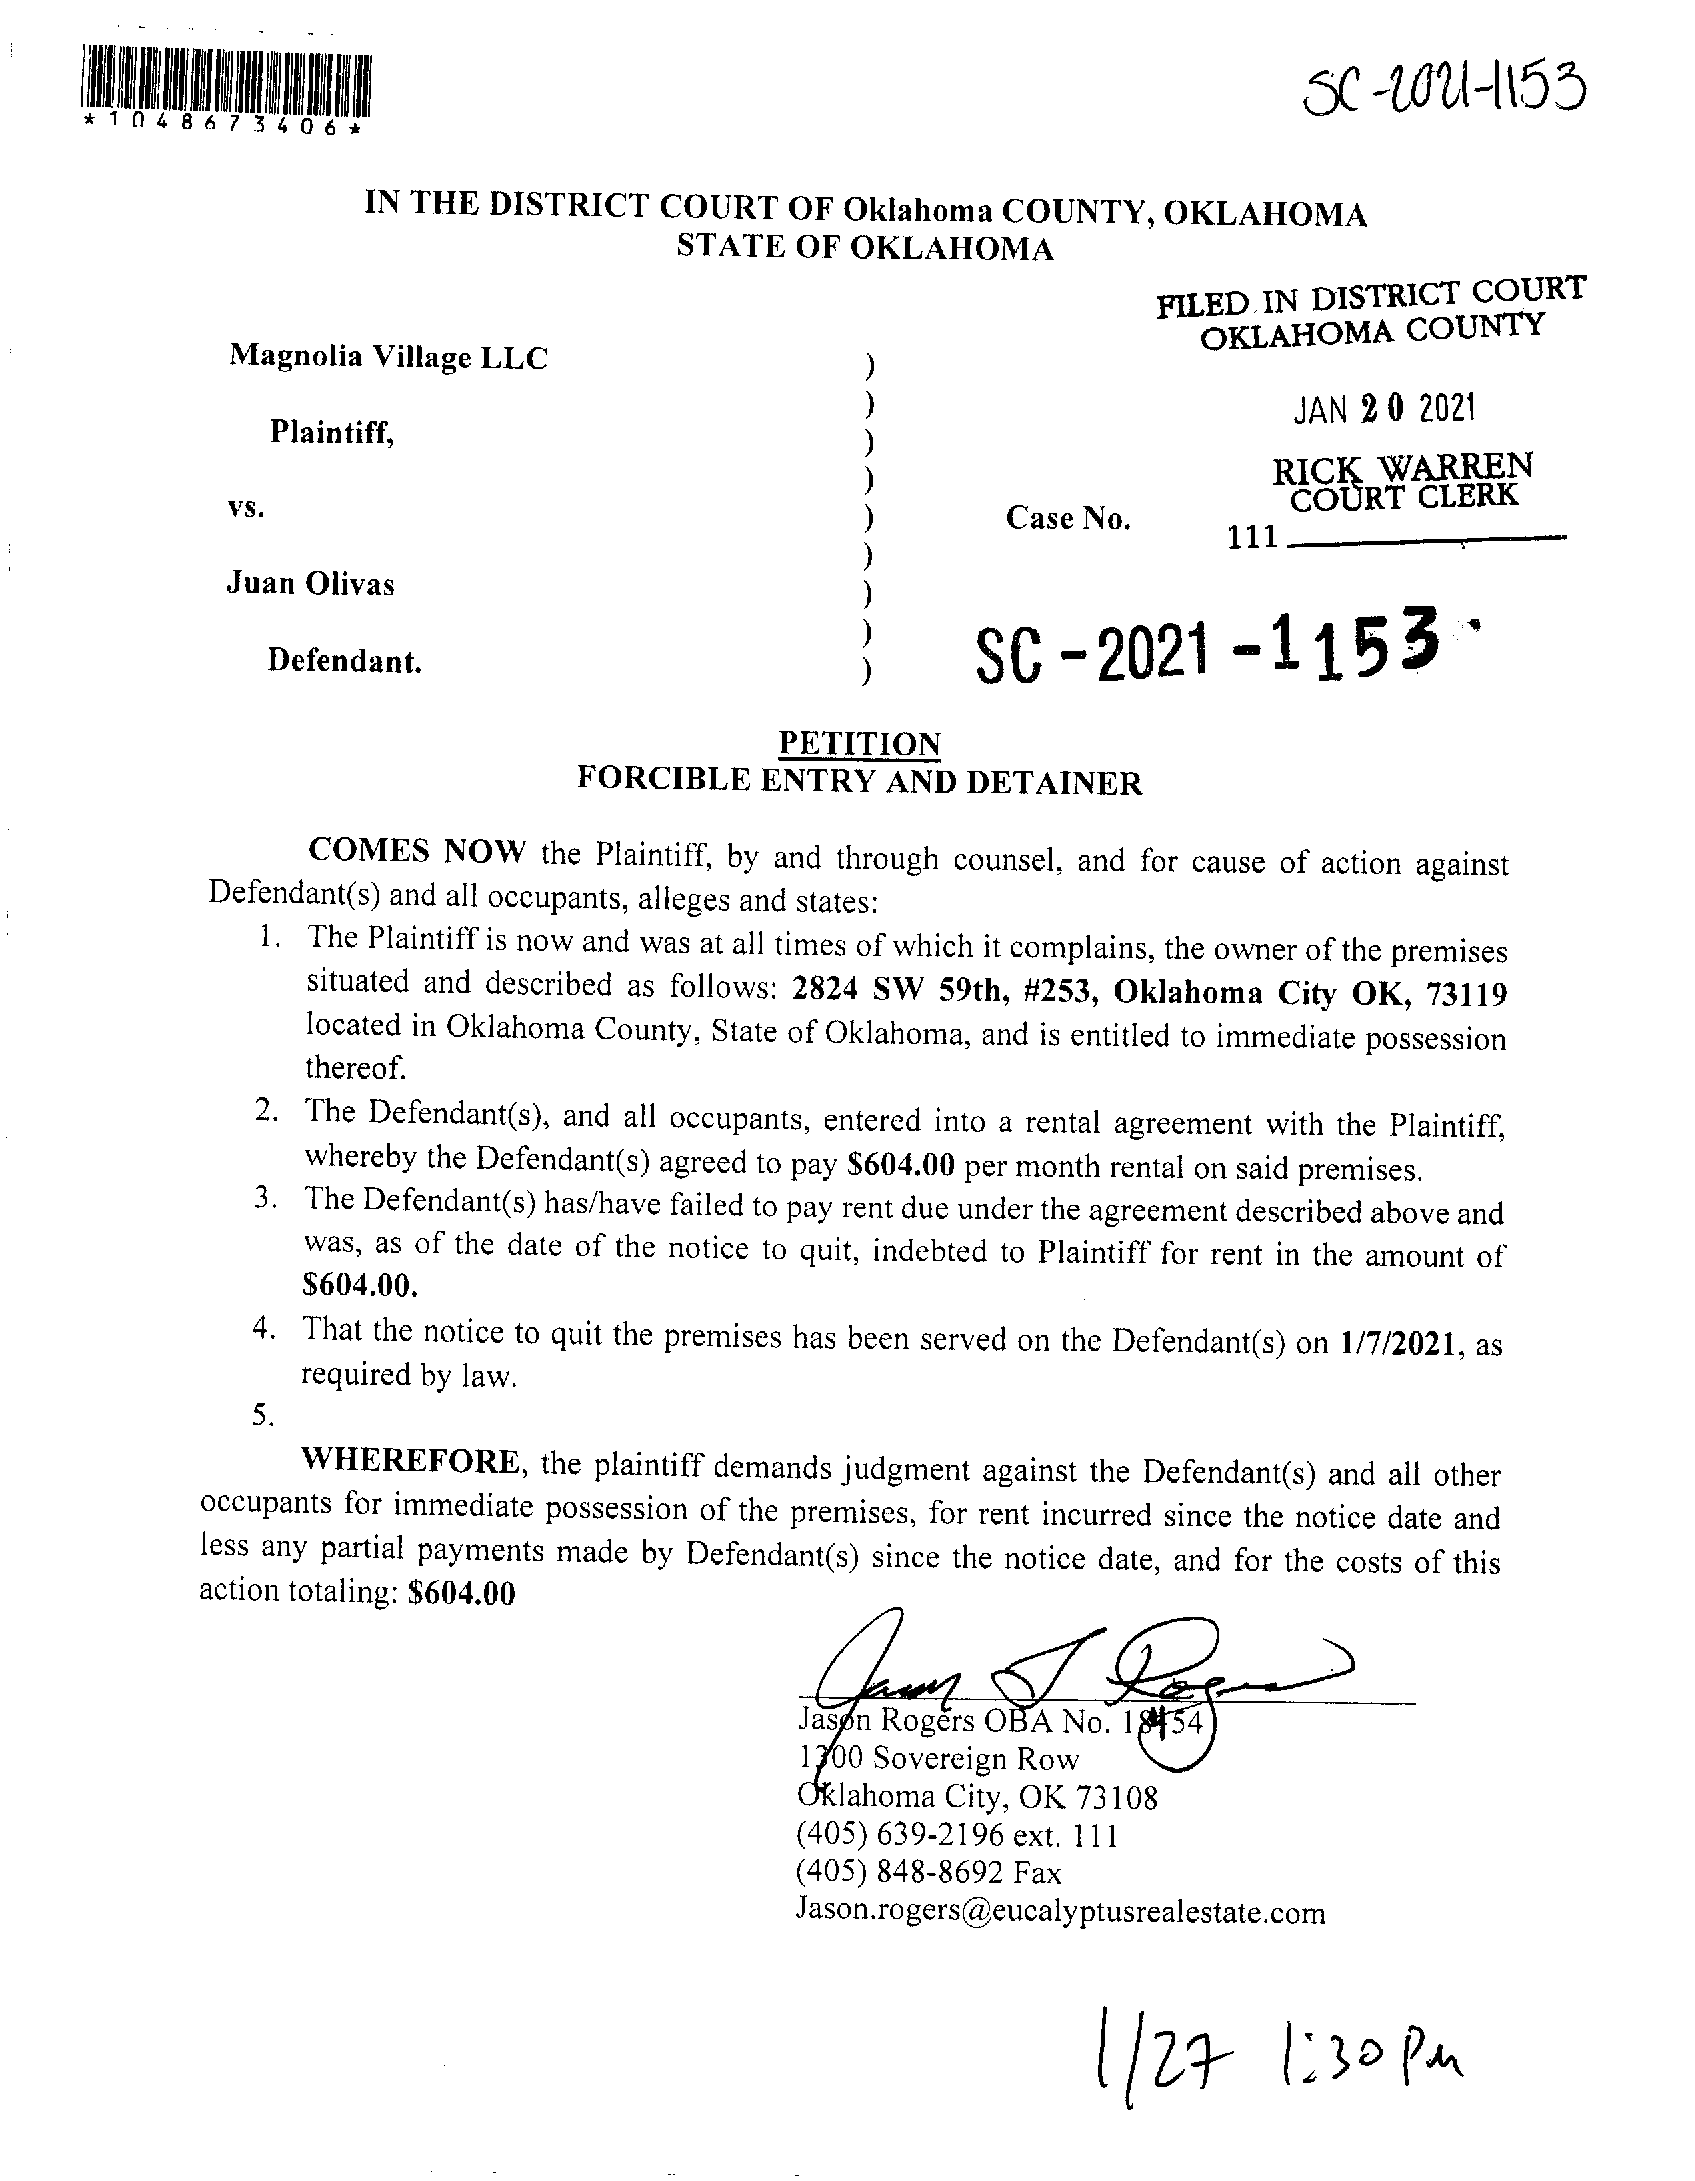 SC-2021-1153
*1048673406*
IN THE DISTRICT COURT OF Oklahoma COUNTY, OKLAHOMA
STATE OF OKLAHOMA
FILED IN DISTRICT COURT
OKLAHOMA COUNTY
JAN 20 2021
RICK WARREN
COURT CLERK
111
Magnolia Village LLC )
)
Plaintiff, )
)
vs. ) Case No.
)
Juan Olivas )
) SC-2021-1153
Defendant. )
PETITION
FORCIBLE ENTRY AND DETAINER
COMES NOW the Plaintiff, by and through counsel, and for cause of action against
Defendant(s) and all occupants, alleges and states:
1. The Plaintiff is now and was at all times of which it complains, the owner of the premises
situated and described as follows: 2824 SW 59th, #253, Oklahoma City OK, 73119
located in Oklahoma County, State of Oklahoma, and is entitled to immediate possession
thereof.
2. The Defendant(s), and all occupants, entered into a rental agreement with the Plaintiff,
whereby the Defendant(s) agreed to pay $604.00 per month rental on said premises.
3. The Defendant(s) has/have failed to pay rent due under the agreement described above and
was, as of the date of the notice to quit, indebted to Plaintiff for rent in the amount of
$604.00.
4. That the notice to quit the premises has been served on the Defendant(s) on 1/7/2021, as
required by law.
5.
WHEREFORE, the plaintiff demands judgment against the Defendant(s) and all other
occupants for immediate possession of the premises, for rent incurred since the notice date and
less any partial payments made by Defendant(s) since the notice date, and for the costs of this
action totaling: $604.00
Jason Rogers OBA No.
Sovereign Row
Oklahoma City, OK 73108
(405) 639-2196 ext. 111
(405) 848-8692 Fax
Jason.rogers@eucalyptusrealestate.com
1/27 1:30 PM